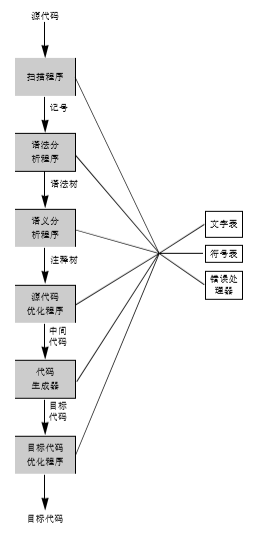 源代码
扫描程序
记号
语法分
析程序
语法树
语义分
析程序
注释树
源代码
优化程序
中间
代码
代码
生成器
目标
代码
目标代码
优化程序
目标代码
文字表
符号表
错误处
理器